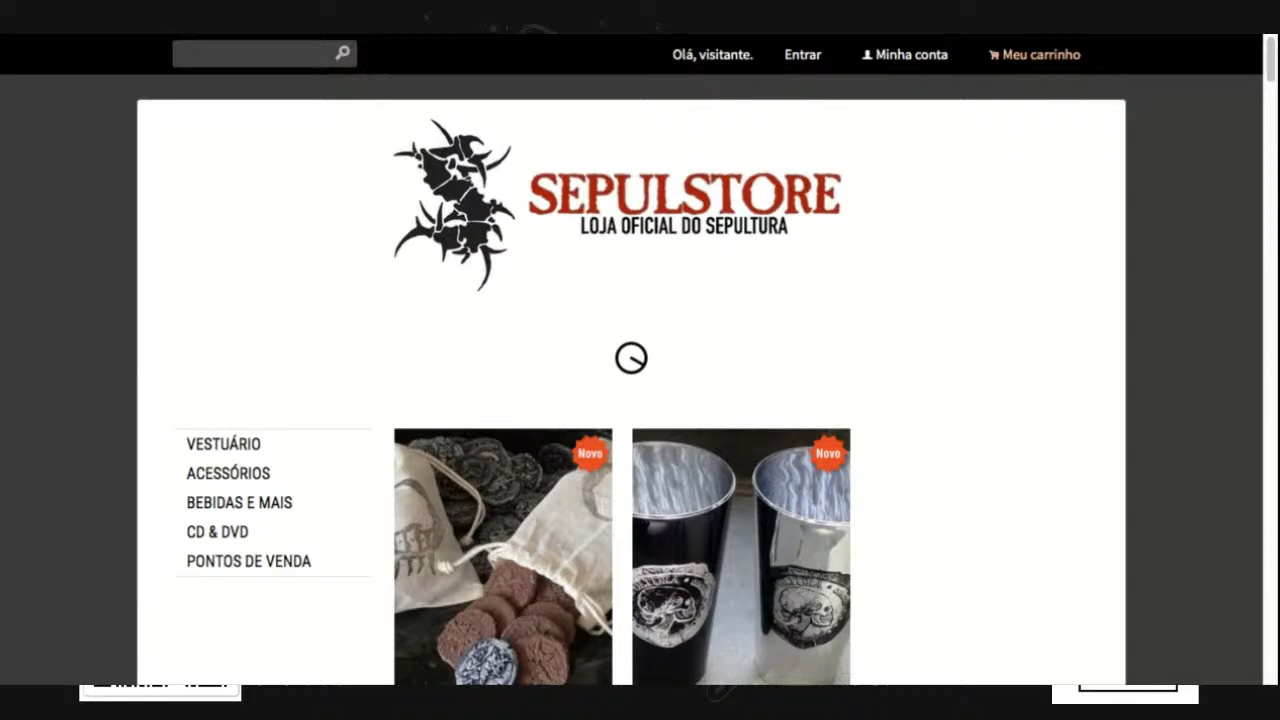 Olá, visitante. Entrar Minha conta Meu carrinho
SEPULSTORE
LOJA OFICIAL DO SEPULTURA
VESTUÁRIO
ACESSÓRIOS
BEBIDAS E MAIS
CD & DVD
PONTOS DE VENDA
Novo
Novo